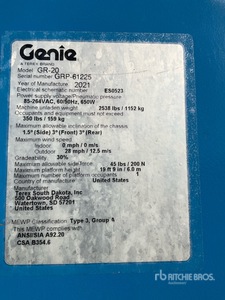 Genie
A TEREX BRAND
Model: GR-20
Serial number: GRP-61225
Year of Manufacture: 2021
Electrical schematic number ES0523
Power supply voltage/Pneumatic pressure
85-264VAC, 60/50Hz, 650W
Machine unladen weight 2538 lbs / 1152 kg
Occupants and equipment must not exceed:
350 lbs / 159 kg
Maximum allowable inclination of the chassis:
1.5° (Side) 3° (Front) 3° (Rear)
Maximum wind speed
Indoor 0 mph / 0 m/s
Outdoor 28 mph / 12.5 m/s
Gradeability 30%
Maximum allowable side force 45 lbs / 200 N
Maximum platform height 19 ft 9 in / 6.0 m
Maximum number of platform occupants 1
Country of manufacture: United States
Manufacturer:
Terex South Dakota, Inc
500 Oakwood Road
Watertown, SD 57201
United States
MEWP Classification: Type 3, Group A
This MEWP complies with:
ANSI/SIA A92.20
CSA B354.6
rb RITCHIE BROS.